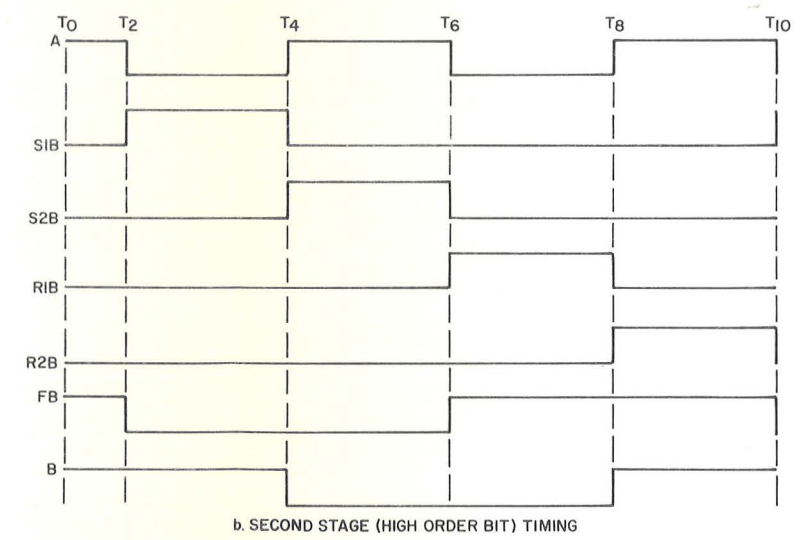 T0 T2 T4 T6 T8 T10
A
S1B
S2B
R1B
R2B
FB
B
b. SECOND STAGE (HIGH ORDER BIT) TIMING